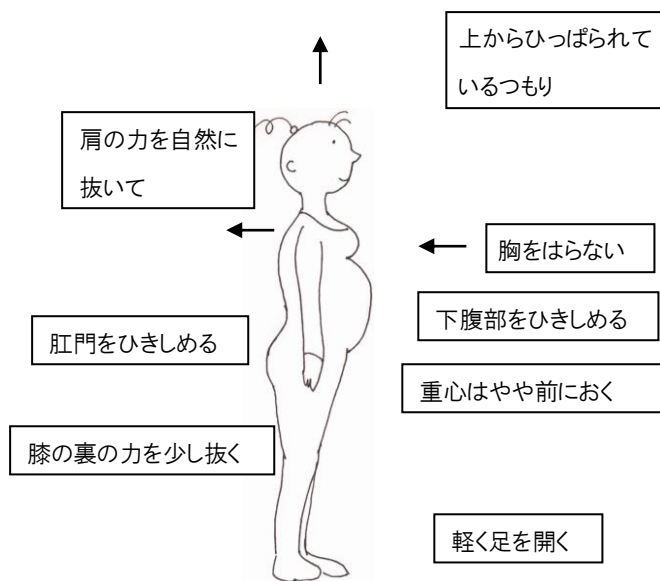 上からひっぱられて
いるつもり
肩の力を自然に
抜いて
胸をはらない
下腹部をひきしめる
肛門をひきしめる
重心はやや前におく
膝の裏の力を少し抜く
軽く足を開く